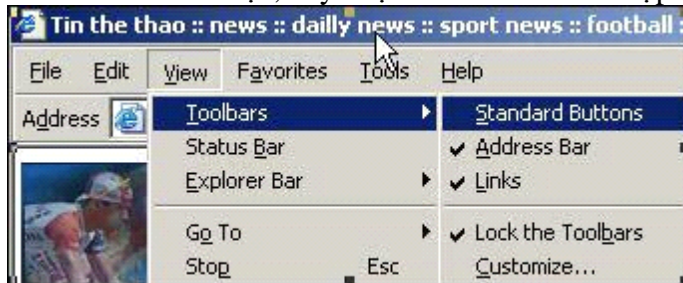 Tin the thao :: news :: dailly news :: sport news :: football :
File Edit View Favorites Tools Help
Address
Toolbars
Status Bar
Explorer Bar
Go To
Stop Esc
Standard Buttons
Address Bar
Links
Lock the Toolbars
Customize...